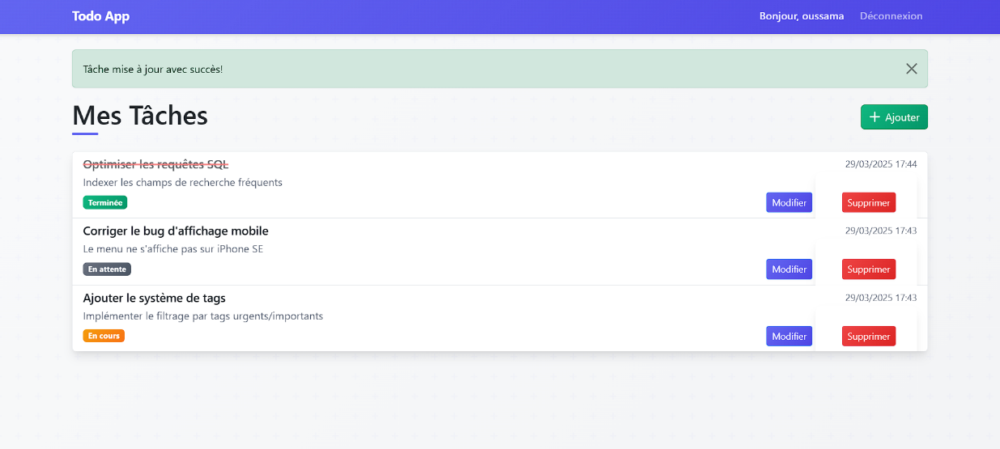 Todo App
Bonjour, oussama
Déconnexion
Tâche mise à jour avec succès!
Mes Tâches
Ajouter
Optimiser les requêtes SQL
29/03/2025 17:44
Indexer les champs de recherche fréquents
Terminée
Modifier
Supprimer
Corriger le bug d'affichage mobile
29/03/2025 17:43
Le menu ne s'affiche pas sur iPhone SE
En attente
Modifier
Supprimer
Ajouter le système de tags
29/03/2025 17:43
Implémenter le filtrage par tags urgents/importants
En cours
Modifier
Supprimer